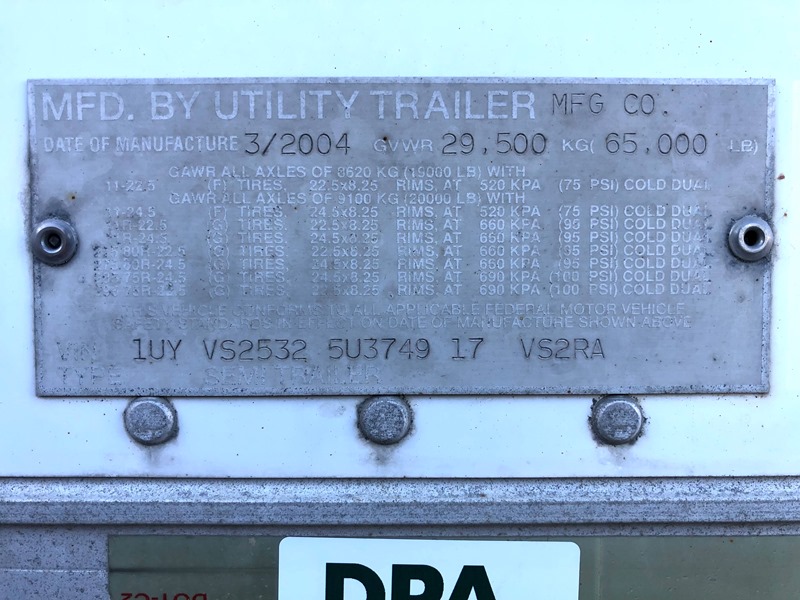 MFD. BY UTILITY TRAILER MFG CO.
DATE OF MANUFACTURE 3/2004 GVWR 29,500 KG( 65,000 LB)
GAWR ALL AXLES OF 8620 KG (19000 LB) WITH
11-22.5 (F) TIRES, 22.5x8.25 RIMS, AT 520 KPA (75 PSI) COLD DUAL
GAWR ALL AXLES OF 9100 KG (20000 LB) WITH
(F) TIRES, 24.5x8.25 RIMS, AT 520 KPA (75 PSI) COLD DUAL
(G) TIRES, 22.5x8.25 RIMS, AT 660 KPA (95 PSI) COLD DUAL
(G) TIRES, 24.5x8.25 RIMS, AT 660 KPA (95 PSI) COLD DUAL
(G) TIRES, 22.5x8.25 RIMS, AT 660 KPA (95 PSI) COLD DUAL
(G) TIRES, 24.5x8.25 RIMS, AT 660 KPA (95 PSI) COLD DUAL
TIRES, 8.25 RIMS, AT 690 KPA (100 PSI) COLD DUAL
TIRES, 8.25 RIMS, AT 690 KPA (100 PSI) COLD DUAL
VEHICLE CONFORMS TO ALL APPLICABLE FEDERAL MOTOR VEHICLE
STANDARDS IN EFFECT ON DATE OF MANUFACTURE SHOWN ABOVE
VIN 1UY VS2532 5U3749 17 VS2RA
TYPE SEMI TRAILER
DPA